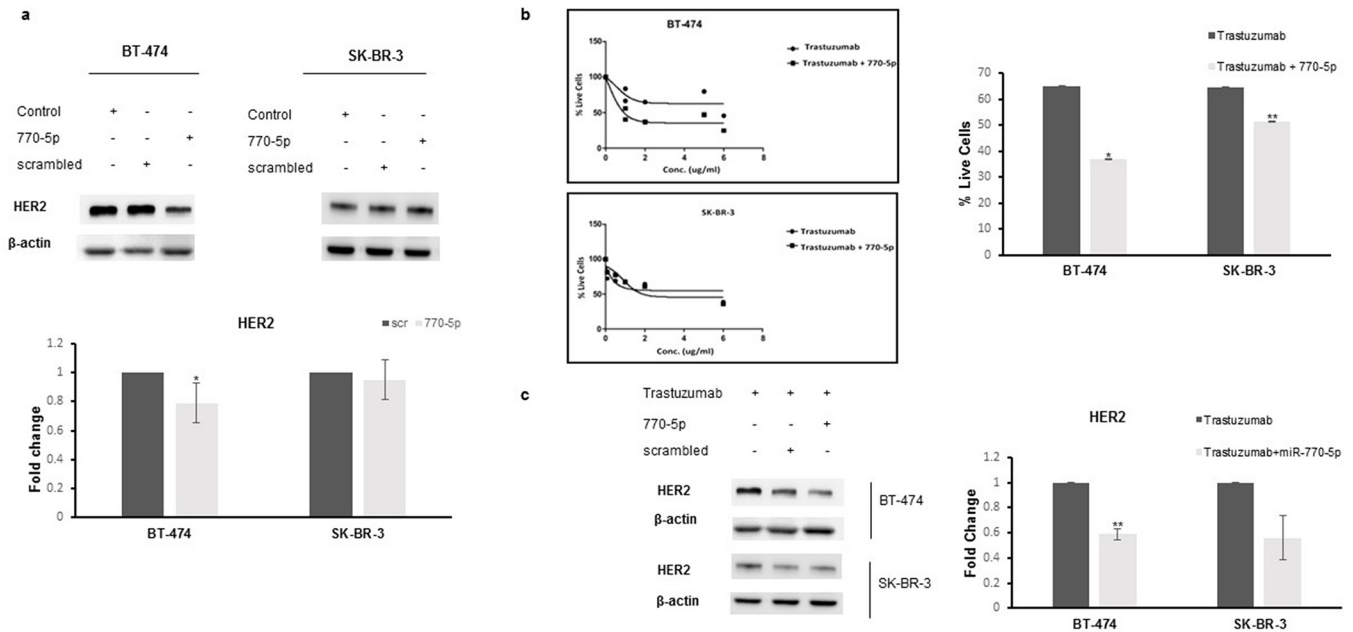 a
BT-474
SK-BR-3
Control + - -
770-5p - - +
scrambled - + -
Control + - -
770-5p - - +
scrambled - + -
HER2
β-actin
HER2
scr 770-5p
Fold change
1.2
1
0.8
0.6
0.4
0.2
0
*
BT-474
SK-BR-3
b
BT-474
Trastuzumab
Trastuzumab + 770-5p
% Live Cells
150
100
50
0
0 2 4 6 8
Conc. (ug/ml)
SK-BR-3
Trastuzumab
Trastuzumab + 770-5p
% Live Cells
150
100
50
0
0 2 4 6 8
Conc. (ug/ml)
Trastuzumab
Trastuzumab + 770-5p
% Live Cells
70
60
50
40
30
20
10
0
*
**
BT-474
SK-BR-3
c
Trastuzumab + + +
770-5p - - +
scrambled - + -
HER2
β-actin
BT-474
HER2
β-actin
SK-BR-3
HER2
Trastuzumab
Trastuzumab+miR-770-5p
Fold Change
1.2
1
0.8
0.6
0.4
0.2
0
**
BT-474
SK-BR-3